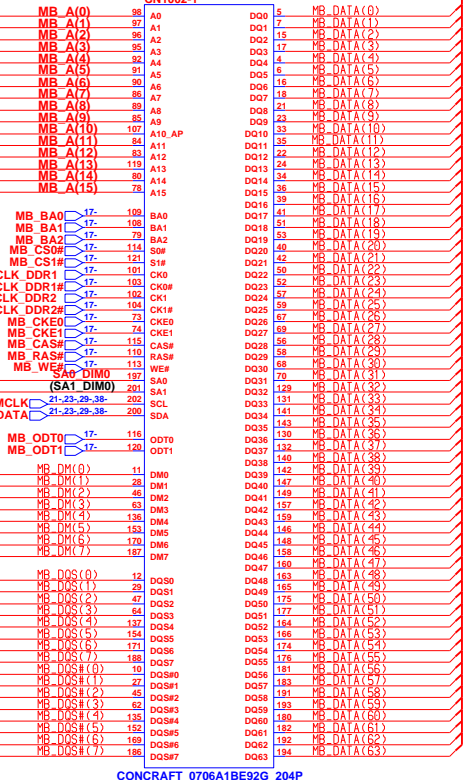 MB_A(0) 98 A0
MB_A(1) 97 A1
MB_A(2) 96 A2
MB_A(3) 95 A3
MB_A(4) 92 A4
MB_A(5) 91 A5
MB_A(6) 90 A6
MB_A(7) 86 A7
MB_A(8) 89 A8
MB_A(9) 85 A9
MB_A(10) 107 A10_AP
MB_A(11) 84 A11
MB_A(12) 83 A12
MB_A(13) 119 A13
MB_A(14) 80 A14
MB_A(15) 78 A15
MB_BA0 17- 109 BA0
MB_BA1 17- 108 BA1
MB_BA2 17- 79 BA2
MB_CS0# 17- 114 S0#
MB_CS1# 17- 121 S1#
CLK_DDR1 17- 101 CK0
CLK_DDR1# 17- 103 CK0#
CLK_DDR2 17- 102 CK1
CLK_DDR2# 17- 104 CK1#
MB_CKE0 17- 73 CKE0
MB_CKE1 17- 74 CKE1
MB_CAS# 17- 115 CAS#
MB_RAS# 17- 110 RAS#
MB_WE# 17- 113 WE#
SA0_DIM0 197 SA0
(SA1_DIM0) 201 SA1
MCLK 21-,23-,29-,38- 202 SCL
DATA 21-,23-,29-,38- 200 SDA
MB_ODT0 17- 116 ODT0
MB_ODT1 17- 120 ODT1
MB_DM(0) 11 DM0
MB_DM(1) 28 DM1
MB_DM(2) 46 DM2
MB_DM(3) 63 DM3
MB_DM(4) 136 DM4
MB_DM(5) 153 DM5
MB_DM(6) 170 DM6
MB_DM(7) 187 DM7
MB_DQS(0) 12 DQS0
MB_DQS(1) 29 DQS1
MB_DQS(2) 47 DQS2
MB_DQS(3) 64 DQS3
MB_DQS(4) 137 DQS4
MB_DQS(5) 154 DQS5
MB_DQS(6) 171 DQS6
MB_DQS(7) 188 DQS7
MB_DQS#(0) 10 DQS#0
MB_DQS#(1) 27 DQS#1
MB_DQS#(2) 45 DQS#2
MB_DQS#(3) 62 DQS#3
MB_DQS#(4) 135 DQS#4
MB_DQS#(5) 152 DQS#5
MB_DQS#(6) 169 DQS#6
MB_DQS#(7) 186 DQS#7
DQ0 5 MB_DATA(0)
DQ1 7 MB_DATA(1)
DQ2 15 MB_DATA(2)
DQ3 17 MB_DATA(3)
DQ4 4 MB_DATA(4)
DQ5 6 MB_DATA(5)
DQ6 16 MB_DATA(6)
DQ7 18 MB_DATA(7)
DQ8 21 MB_DATA(8)
DQ9 23 MB_DATA(9)
DQ10 33 MB_DATA(10)
DQ11 35 MB_DATA(11)
DQ12 22 MB_DATA(12)
DQ13 24 MB_DATA(13)
DQ14 34 MB_DATA(14)
DQ15 36 MB_DATA(15)
DQ16 39 MB_DATA(16)
DQ17 41 MB_DATA(17)
DQ18 51 MB_DATA(18)
DQ19 53 MB_DATA(19)
DQ20 40 MB_DATA(20)
DQ21 42 MB_DATA(21)
DQ22 50 MB_DATA(22)
DQ23 52 MB_DATA(23)
DQ24 57 MB_DATA(24)
DQ25 59 MB_DATA(25)
DQ26 67 MB_DATA(26)
DQ27 69 MB_DATA(27)
DQ28 56 MB_DATA(28)
DQ29 58 MB_DATA(29)
DQ30 68 MB_DATA(30)
DQ31 70 MB_DATA(31)
DQ32 129 MB_DATA(32)
DQ33 131 MB_DATA(33)
DQ34 141 MB_DATA(34)
DQ35 143 MB_DATA(35)
DQ36 130 MB_DATA(36)
DQ37 132 MB_DATA(37)
DQ38 140 MB_DATA(38)
DQ39 142 MB_DATA(39)
DQ40 147 MB_DATA(40)
DQ41 149 MB_DATA(41)
DQ42 157 MB_DATA(42)
DQ43 159 MB_DATA(43)
DQ44 146 MB_DATA(44)
DQ45 148 MB_DATA(45)
DQ46 158 MB_DATA(46)
DQ47 160 MB_DATA(47)
DQ48 163 MB_DATA(48)
DQ49 165 MB_DATA(49)
DQ50 175 MB_DATA(50)
DQ51 177 MB_DATA(51)
DQ52 164 MB_DATA(52)
DQ53 166 MB_DATA(53)
DQ54 174 MB_DATA(54)
DQ55 176 MB_DATA(55)
DQ56 181 MB_DATA(56)
DQ57 183 MB_DATA(57)
DQ58 191 MB_DATA(58)
DQ59 193 MB_DATA(59)
DQ60 180 MB_DATA(60)
DQ61 182 MB_DATA(61)
DQ62 192 MB_DATA(62)
DQ63 194 MB_DATA(63)
CONCRAFT_0706A1BE92G_204P